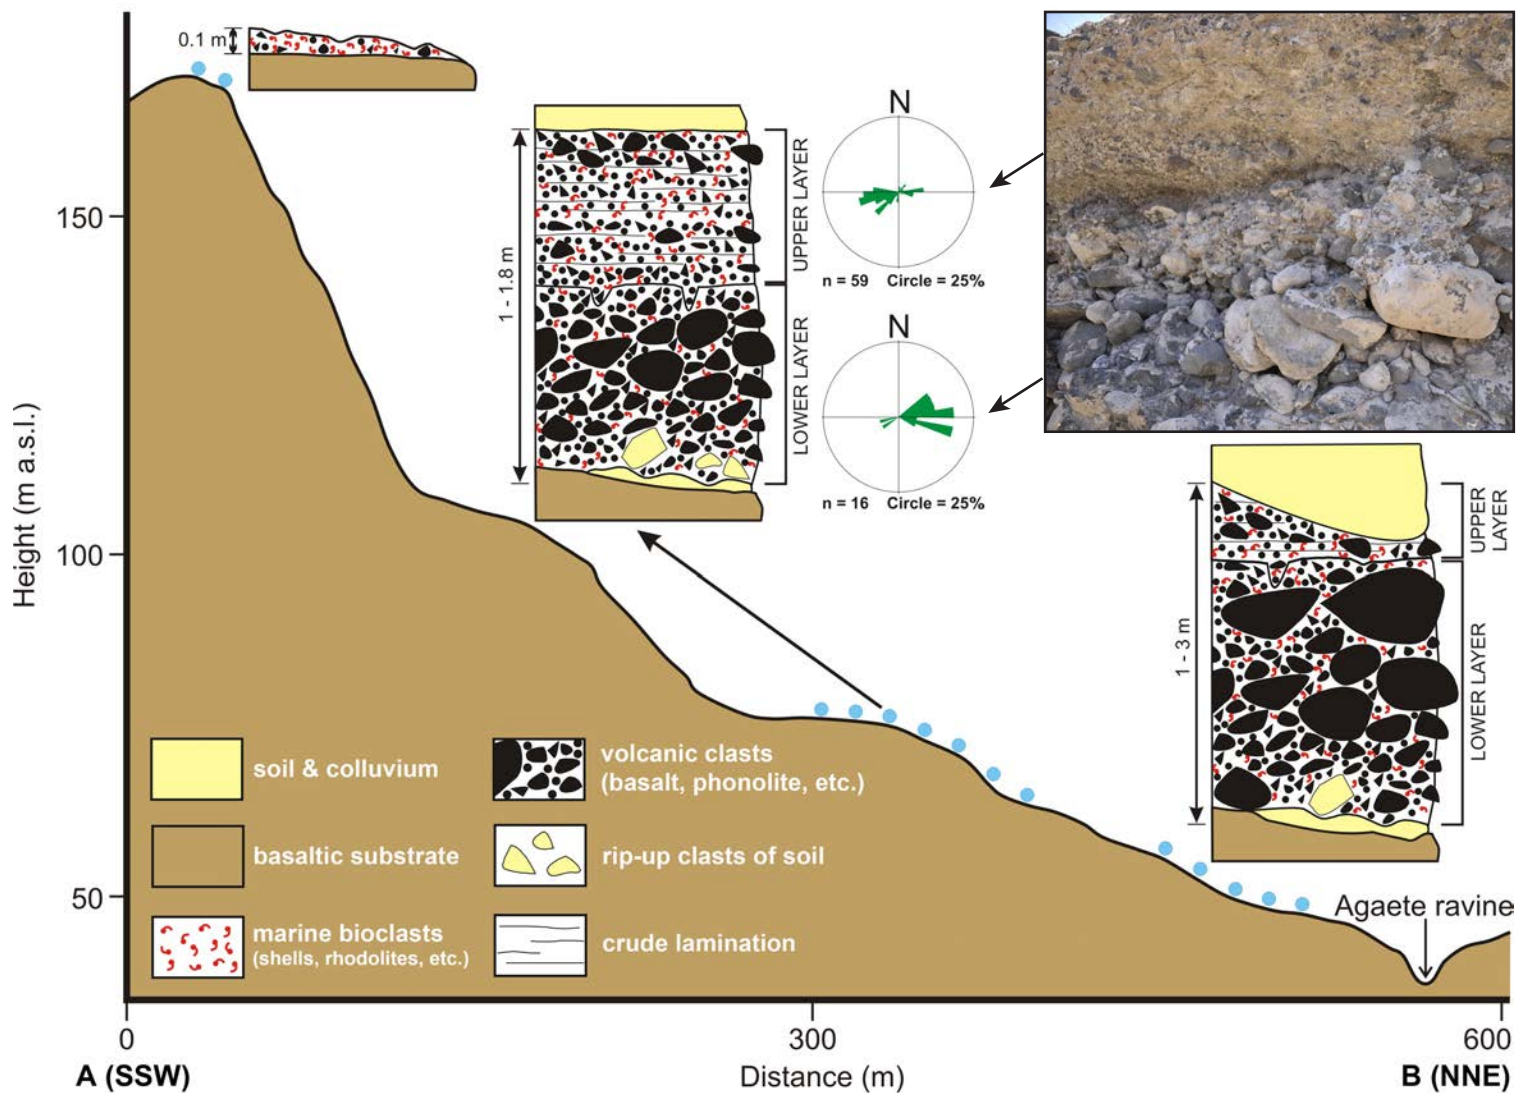 0.1 m
150
100
50
Height (m a.s.l.)
1 - 1.8 m
UPPER LAYER
LOWER LAYER
N
n = 59 Circle = 25%
N
n = 16 Circle = 25%
1 - 3 m
UPPER
LAYER
LOWER LAYER
soil & colluvium
basaltic substrate
marine bioclasts
(shells, rhodolites, etc.)
volcanic clasts
(basalt, phonolite, etc.)
rip-up clasts of soil
crude lamination
Agaete ravine
0
300
600
A (SSW)
Distance (m)
B (NNE)